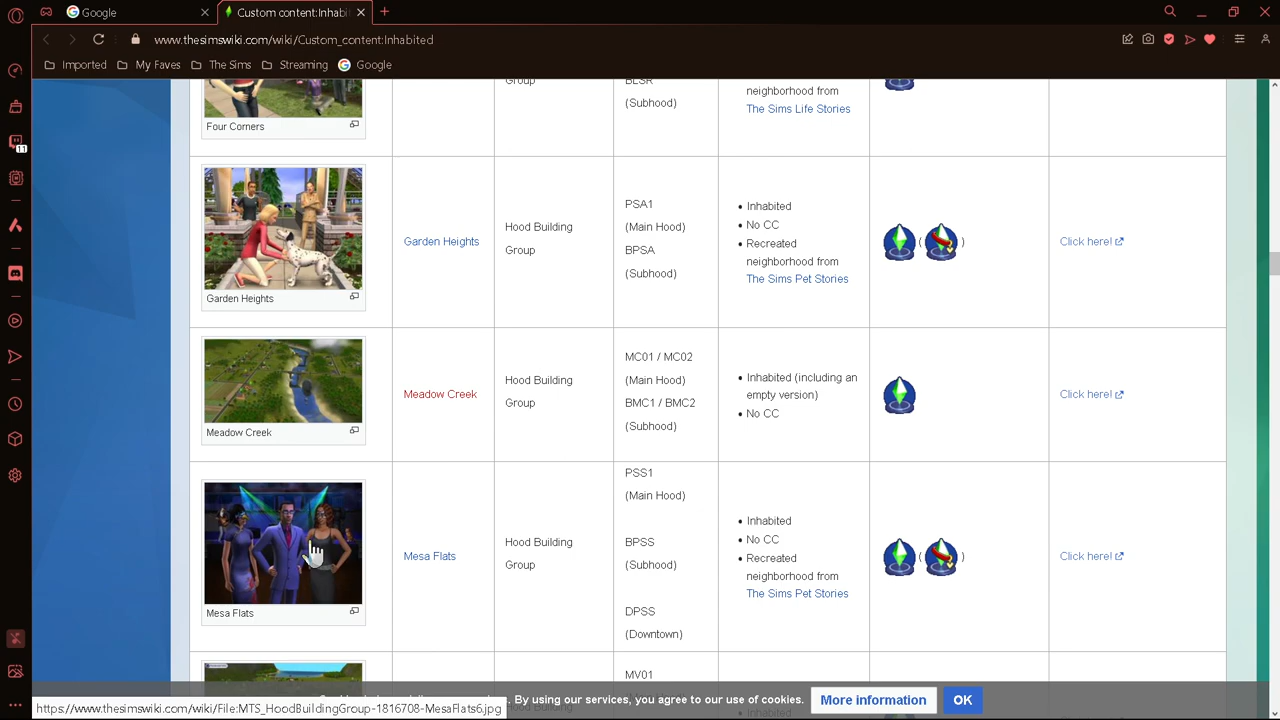 Google
Custom content:Inhabi
www.thesimswiki.com/wiki/Custom_content:Inhabited
Imported
My Faves
The Sims
Streaming
Google
11
Four Corners
Group
BLSR
(Subhood)
neighborhood from
The Sims Life Stories
Garden Heights
Garden Heights
Hood Building
Group
PSA1
(Main Hood)
BPSA
(Subhood)
• Inhabited
• No CC
• Recreated
neighborhood from
The Sims Pet Stories
( )
Click here!
Meadow Creek
Meadow Creek
Hood Building
Group
MC01 / MC02
(Main Hood)
BMC1 / BMC2
(Subhood)
• Inhabited (including an
empty version)
• No CC
Click here!
Mesa Flats
Mesa Flats
Hood Building
Group
PSS1
(Main Hood)
BPSS
(Subhood)
DPSS
(Downtown)
• Inhabited
• No CC
• Recreated
neighborhood from
The Sims Pet Stories
( )
Click here!
MV01
By using our services, you agree to our use of cookies.
More information
OK
https://www.thesimswiki.com/wiki/File:MTS_HoodBuildingGroup-1816708-MesaFlats6.jpg